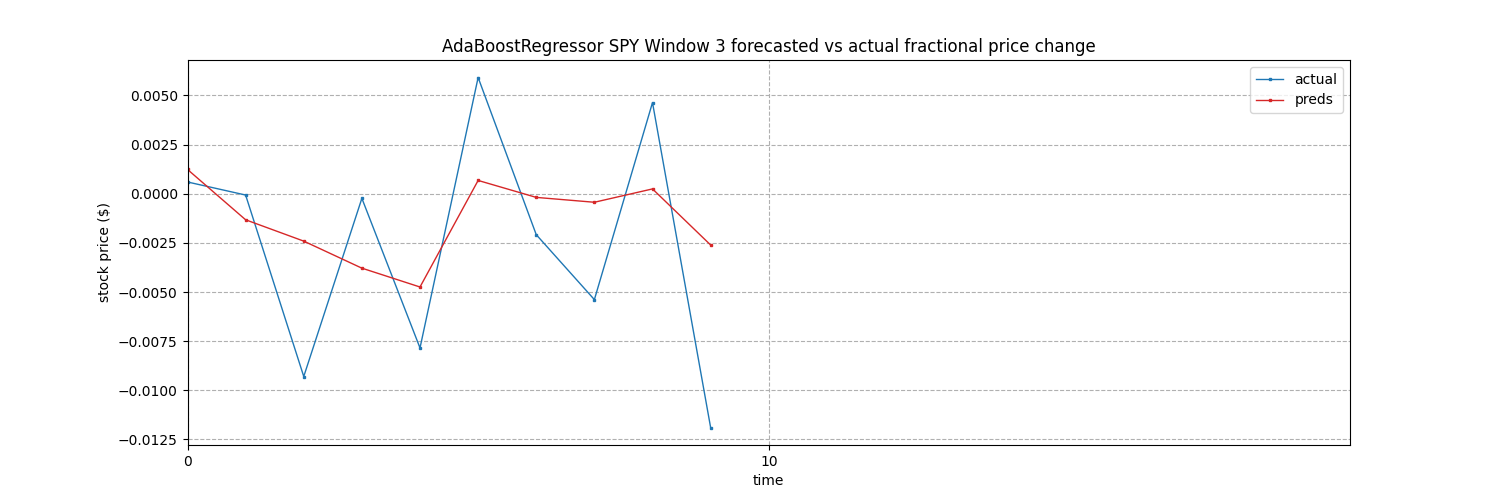 AdaBoostRegressor SPY Window 3 forecasted vs actual fractional price change
actual
preds
stock price ($)
0.0050
0.0025
0.0000
−0.0025
−0.0050
−0.0075
−0.0100
−0.0125
0
10
time